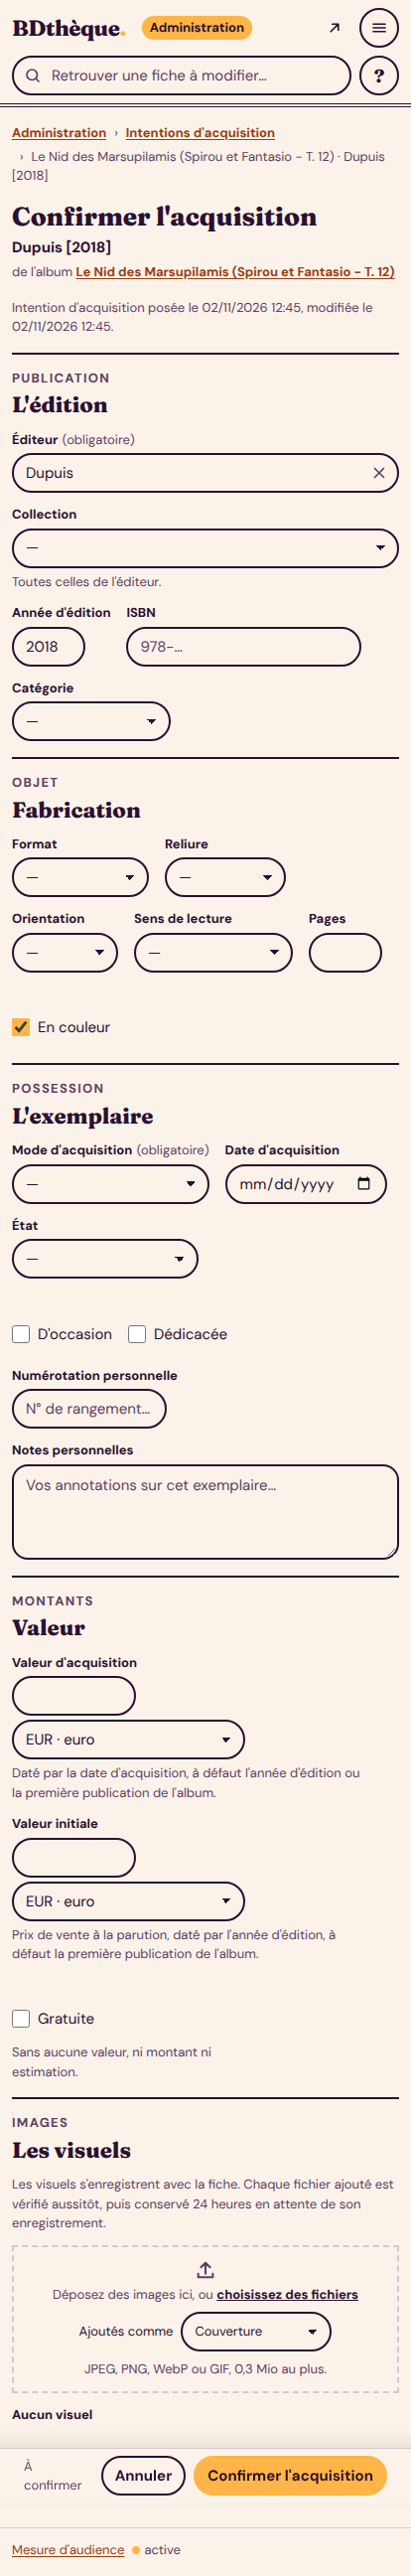 BDthèque.
Administration
Retrouver une fiche à modifier…
?
Administration › Intentions d'acquisition
› Le Nid des Marsupilamis (Spirou et Fantasio - T. 12) · Dupuis
[2018]
Confirmer l'acquisition
Dupuis [2018]
de l'album Le Nid des Marsupilamis (Spirou et Fantasio - T. 12)
Intention d'acquisition posée le 02/11/2026 12:45, modifiée le
02/11/2026 12:45.
PUBLICATION
L'édition
Éditeur (obligatoire)
Dupuis
Collection
—
Toutes celles de l'éditeur.
Année d'édition ISBN
2018 978-…
Catégorie
—
OBJET
Fabrication
Format Reliure
— —
Orientation Sens de lecture Pages
— —
En couleur
POSSESSION
L'exemplaire
Mode d'acquisition (obligatoire) Date d'acquisition
— mm/dd/yyyy
État
—
D'occasion Dédicacée
Numérotation personnelle
N° de rangement…
Notes personnelles
Vos annotations sur cet exemplaire…
MONTANTS
Valeur
Valeur d'acquisition
EUR · euro
Daté par la date d'acquisition, à défaut l'année d'édition ou
la première publication de l'album.
Valeur initiale
EUR · euro
Prix de vente à la parution, daté par l'année d'édition, à
défaut la première publication de l'album.
Gratuite
Sans aucune valeur, ni montant ni
estimation.
IMAGES
Les visuels
Les visuels s'enregistrent avec la fiche. Chaque fichier ajouté est
vérifié aussitôt, puis conservé 24 heures en attente de son
enregistrement.
Déposez des images ici, ou choisissez des fichiers
Ajoutés comme Couverture
JPEG, PNG, WebP ou GIF, 0,3 Mio au plus.
Aucun visuel
À
confirmer
Annuler
Confirmer l'acquisition
Mesure d'audience active